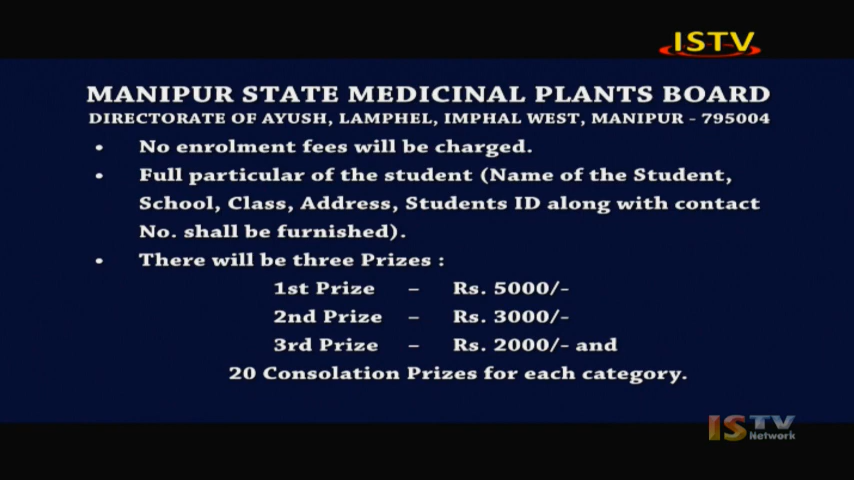 ISTV
MANIPUR STATE MEDICINAL PLANTS BOARD
DIRECTORATE OF AYUSH, LAMPHEL, IMPHAL WEST, MANIPUR - 795004
• No enrolment fees will be charged.
• Full particular of the student (Name of the Student,
School, Class, Address, Students ID along with contact
No. shall be furnished).
• There will be three Prizes :
1st Prize – Rs. 5000/-
2nd Prize – Rs. 3000/-
3rd Prize – Rs. 2000/- and
20 Consolation Prizes for each category.
ISTV
Network